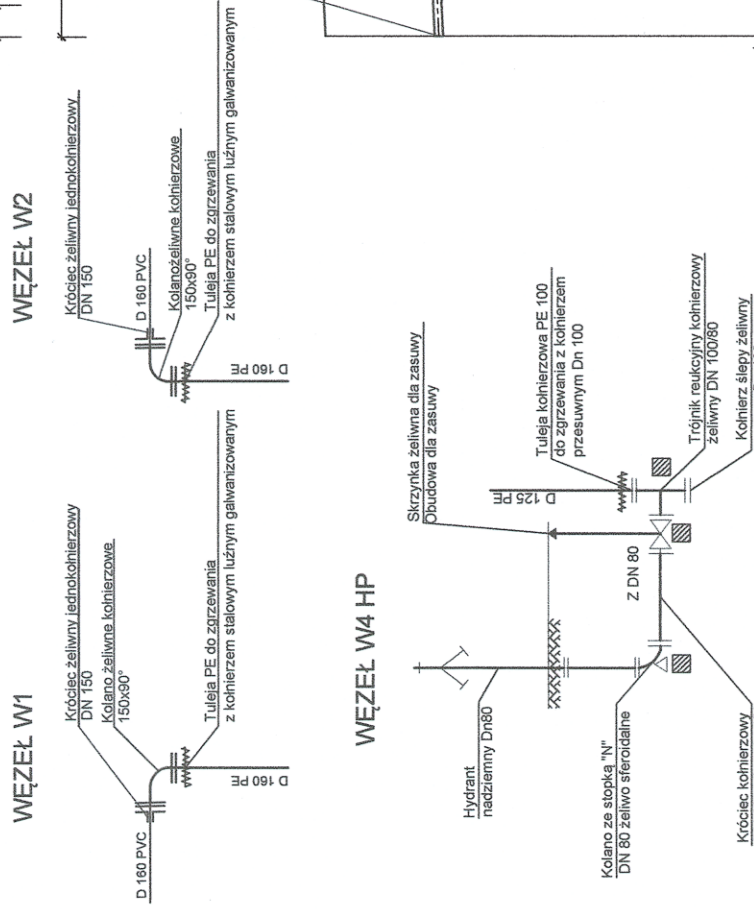 WĘZEŁ W1
Króciec żeliwny jednokołnierzowy
DN 150
Kolano żeliwne kołnierzowe
150x90°
D 160 PVC
Tuleja PE do zgrzewania
z kołnierzem stalowym luźnym galwanizowanym
D 160 PE
WĘZEŁ W2
Króciec żeliwny jednokołnierzowy
DN 150
D 160 PVC
Kolanożeliwne kołnierzowe
150x90°
Tuleja PE do zgrzewania
z kołnierzem stalowym luźnym galwanizowanym
D 160 PE
WĘZEŁ W4 HP
Skrzynka żeliwna dla zasuwy
Obudowa dla zasuwy
Hydrant
nadziemny Dn80
Tuleja kołnierzowa PE 100
do zgrzewania z kołnierzem
przesuwnym Dn 100
D 125 PE
Z DN 80
Kolano ze stopką "N"
DN 80 żeliwo sferoidalne
Trójnik reukcyjny kołnierzowy
żeliwny DN 100/80
Kołnierz ślepy żeliwny
Króciec kołnierzowy